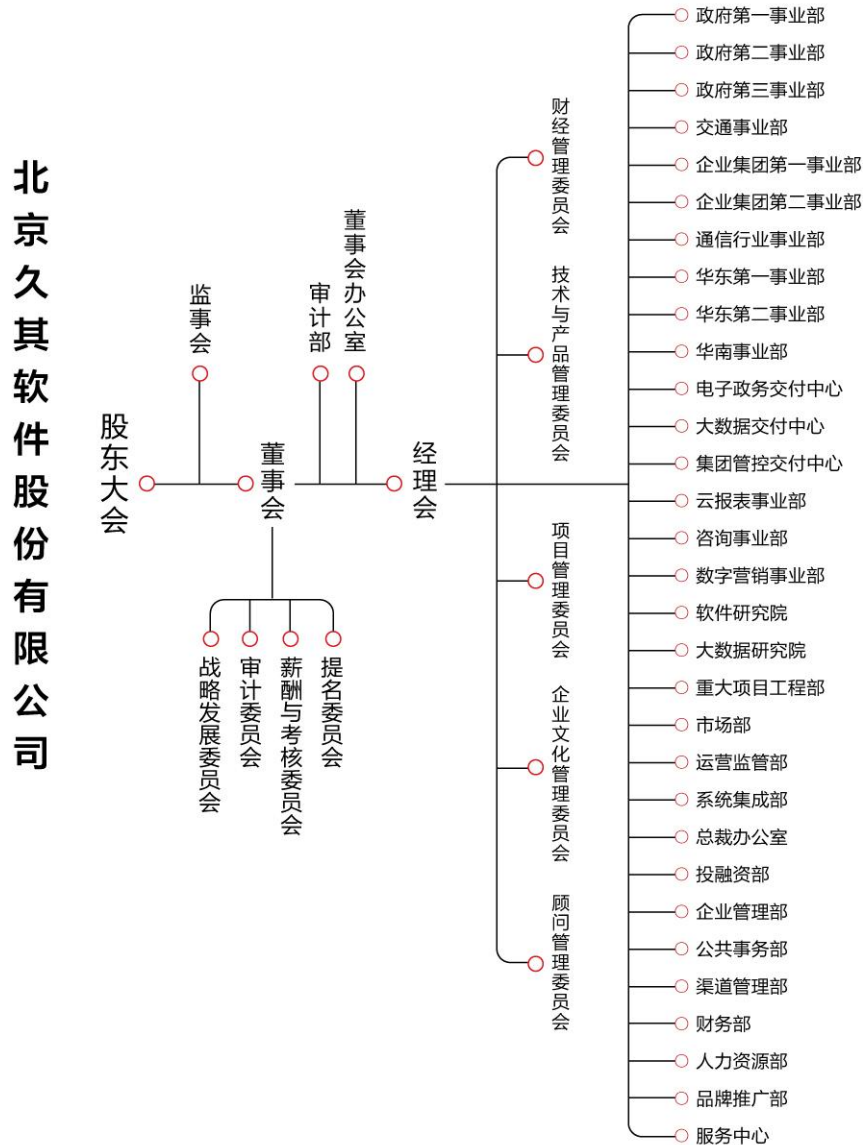 北京久其软件股份有限公司
股东大会
监事会
董事会
审计部
董事会办公室
经理会
战略发展委员会
审计委员会
薪酬与考核委员会
提名委员会
财经管理委员会
技术与产品管理委员会
项目管理委员会
企业文化管理委员会
顾问管理委员会
政府第一事业部
政府第二事业部
政府第三事业部
交通事业部
企业集团第一事业部
企业集团第二事业部
通信行业事业部
华东第一事业部
华东第二事业部
华南事业部
电子政务交付中心
大数据交付中心
集团管控交付中心
云报表事业部
咨询事业部
数字营销事业部
软件研究院
大数据研究院
重大项目工程部
市场部
运营监管部
系统集成部
总裁办公室
投融资部
企业管理部
公共事务部
渠道管理部
财务部
人力资源部
品牌推广部
服务中心